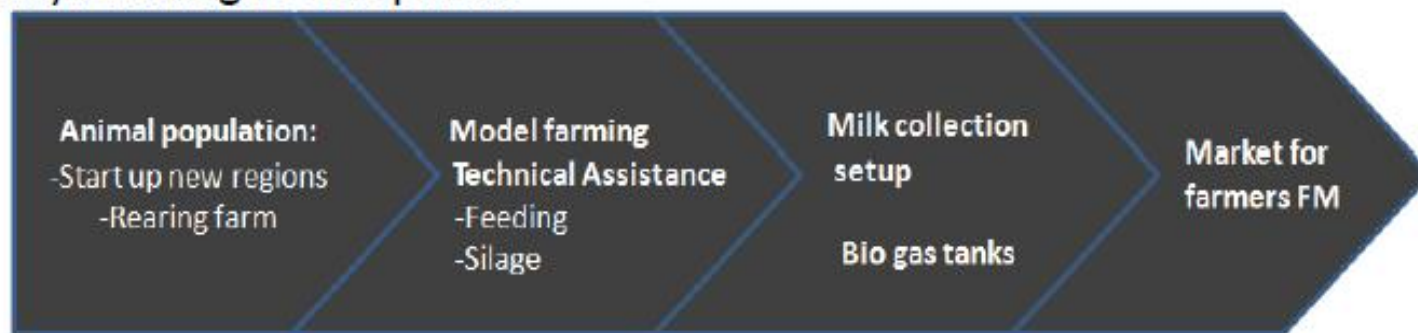 Animal population:
-Start up new regions
-Rearing farm
Model farming
Technical Assistance
-Feeding
-Silage
Milk collection
setup
Bio gas tanks
Market for
farmers FM